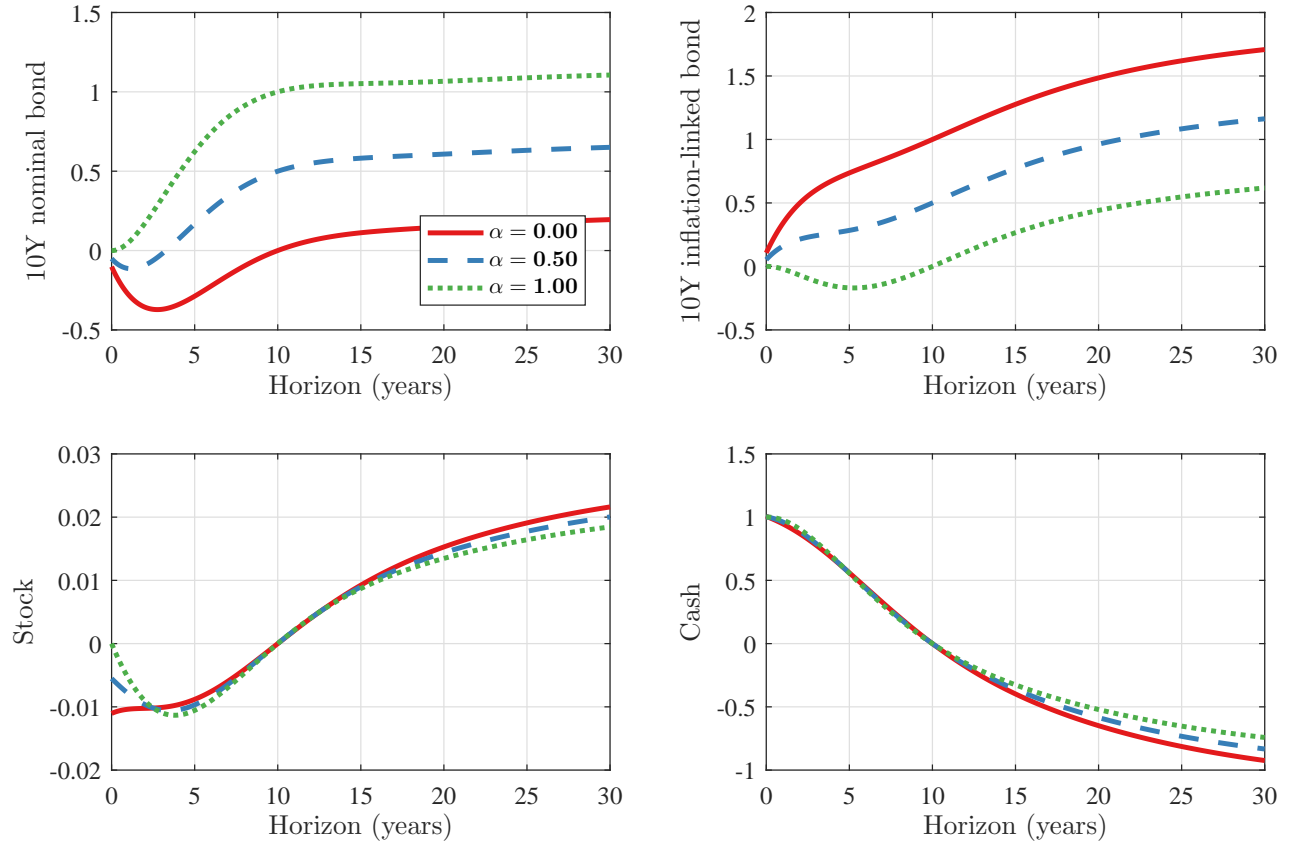 10Y nominal bond
1.5
1
0.5
0
-0.5
0 5 10 15 20 25 30
Horizon (years)
α = 0.00
α = 0.50
α = 1.00
10Y inflation-linked bond
2
1.5
1
0.5
0
-0.5
0 5 10 15 20 25 30
Horizon (years)
Stock
0.03
0.02
0.01
0
-0.01
-0.02
0 5 10 15 20 25 30
Horizon (years)
Cash
1.5
1
0.5
0
-0.5
-1
0 5 10 15 20 25 30
Horizon (years)